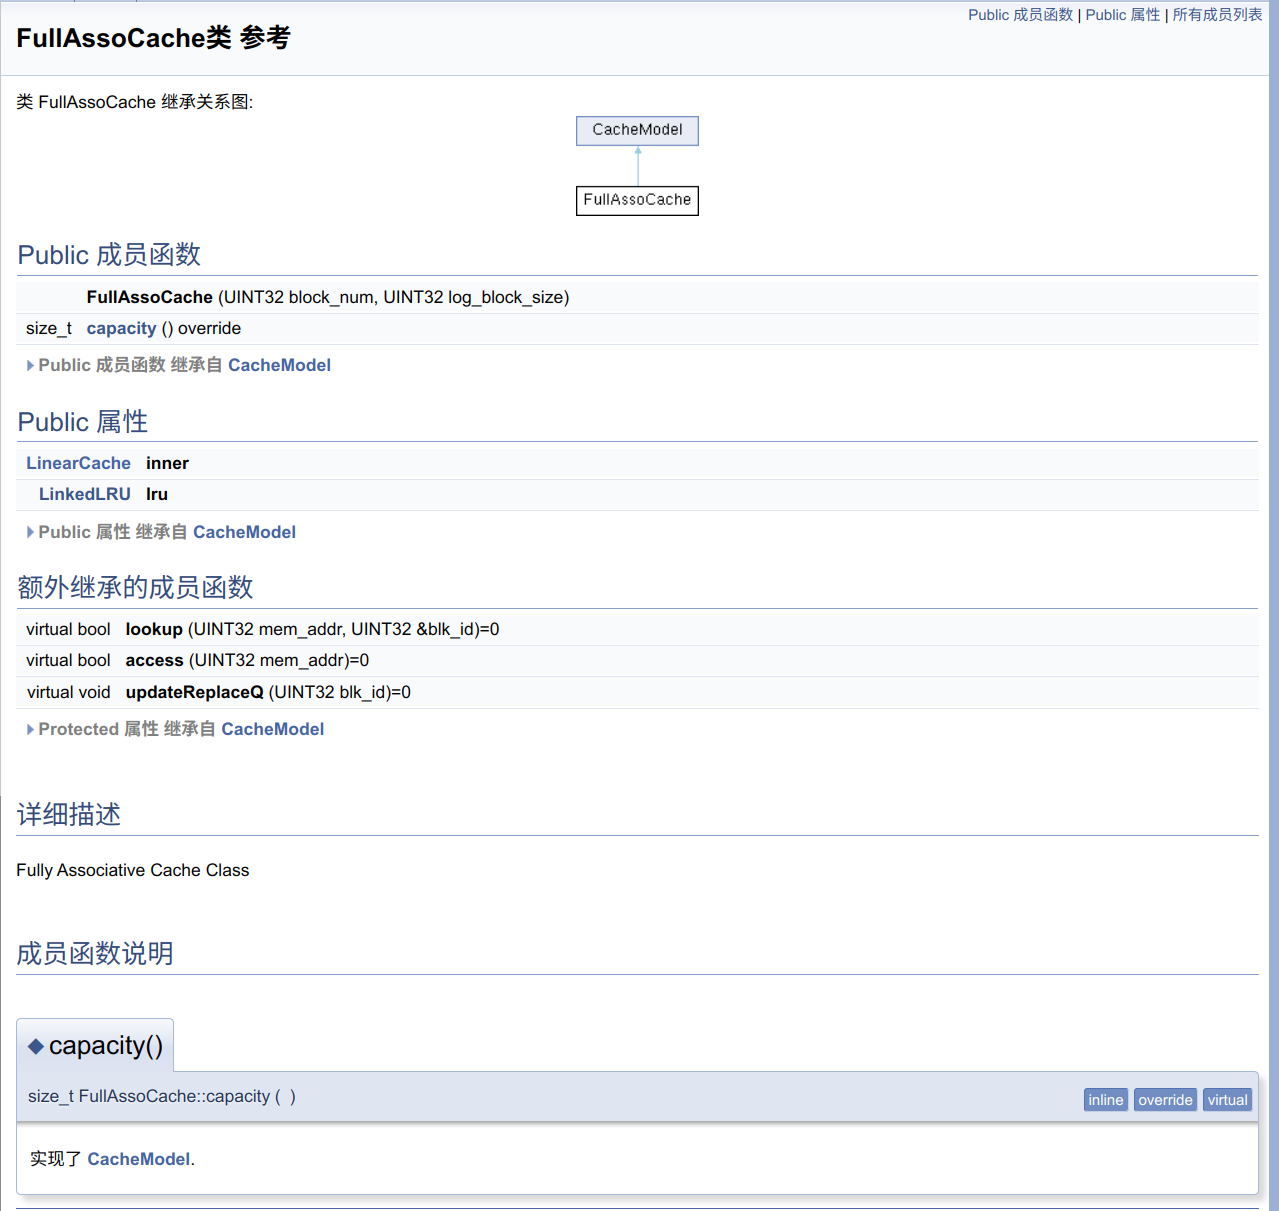 Public 成员函数 | Public 属性 | 所有成员列表
FullAssoCache类 参考
类 FullAssoCache 继承关系图:
CacheModel
FullAssoCache
Public 成员函数
FullAssoCache (UINT32 block_num, UINT32 log_block_size)
size_t capacity () override
Public 成员函数 继承自 CacheModel
Public 属性
LinearCache inner
LinkedLRU lru
Public 属性 继承自 CacheModel
额外继承的成员函数
virtual bool lookup (UINT32 mem_addr, UINT32 &blk_id)=0
virtual bool access (UINT32 mem_addr)=0
virtual void updateReplaceQ (UINT32 blk_id)=0
Protected 属性 继承自 CacheModel
详细描述
Fully Associative Cache Class
成员函数说明
◆ capacity()
size_t FullAssoCache::capacity ( ) inline override virtual
实现了 CacheModel.